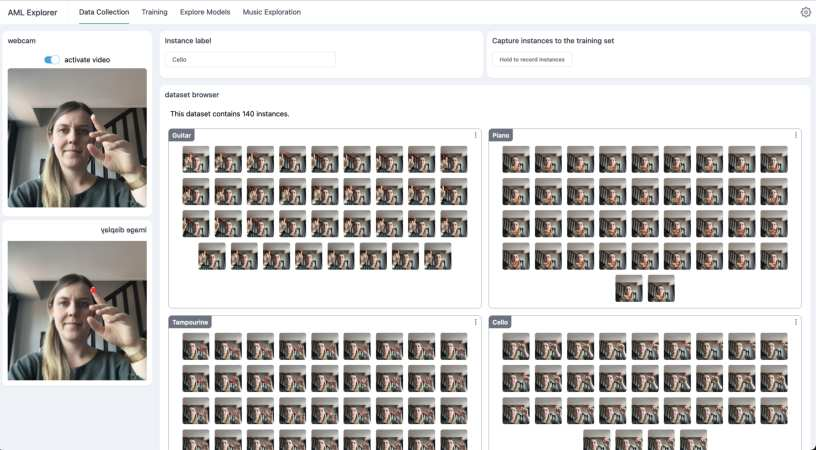 AML Explorer
Data Collection
Training
Explore Models
Music Exploration
webcam
activate video
image display
Instance label
Cello
Capture instances to the training set
Hold to record instances
dataset browser
This dataset contains 140 instances.
Guitar
Piano
Tampourine
Cello